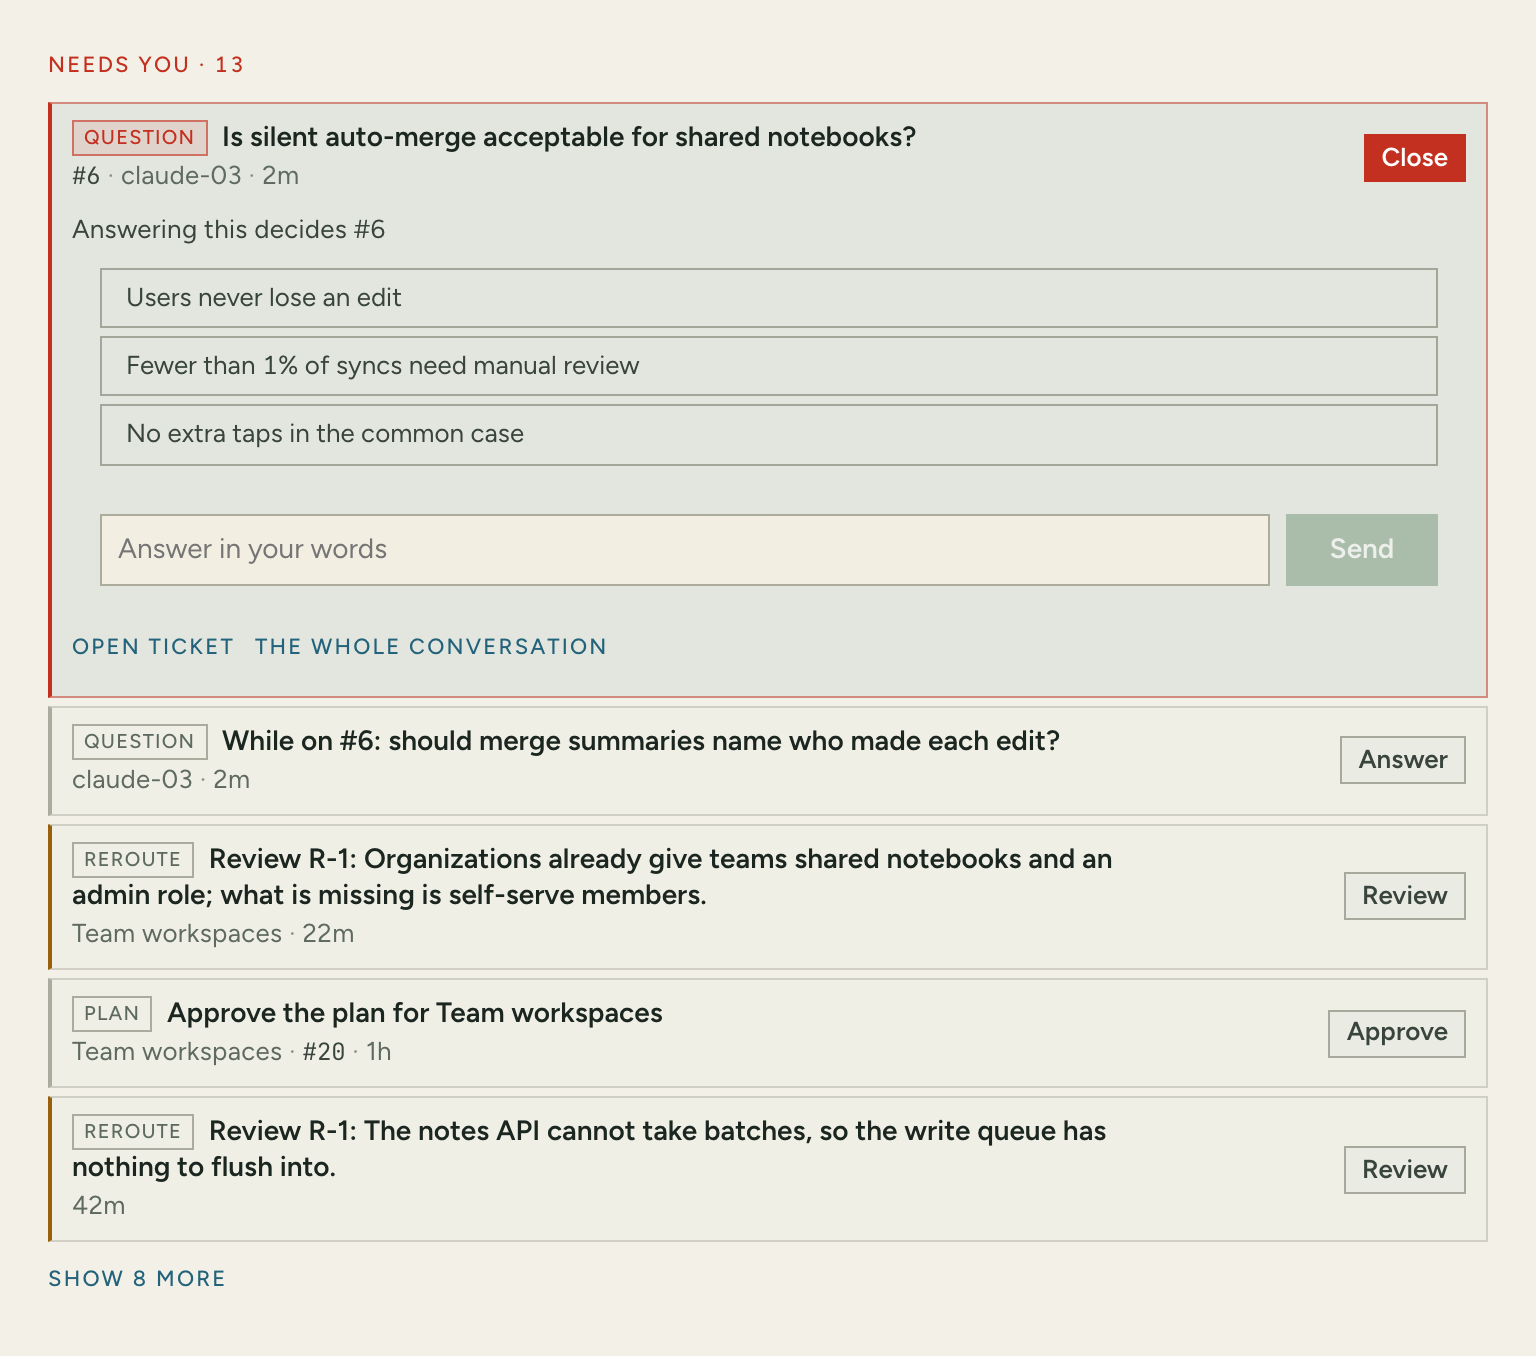 NEEDS YOU · 13
QUESTION Is silent auto-merge acceptable for shared notebooks?
#6 · claude-03 · 2m
Close
Answering this decides #6
Users never lose an edit
Fewer than 1% of syncs need manual review
No extra taps in the common case
Answer in your words
Send
OPEN TICKET THE WHOLE CONVERSATION
QUESTION While on #6: should merge summaries name who made each edit?
claude-03 · 2m
Answer
REROUTE Review R-1: Organizations already give teams shared notebooks and an
admin role; what is missing is self-serve members.
Team workspaces · 22m
Review
PLAN Approve the plan for Team workspaces
Team workspaces · #20 · 1h
Approve
REROUTE Review R-1: The notes API cannot take batches, so the write queue has
nothing to flush into.
42m
Review
SHOW 8 MORE